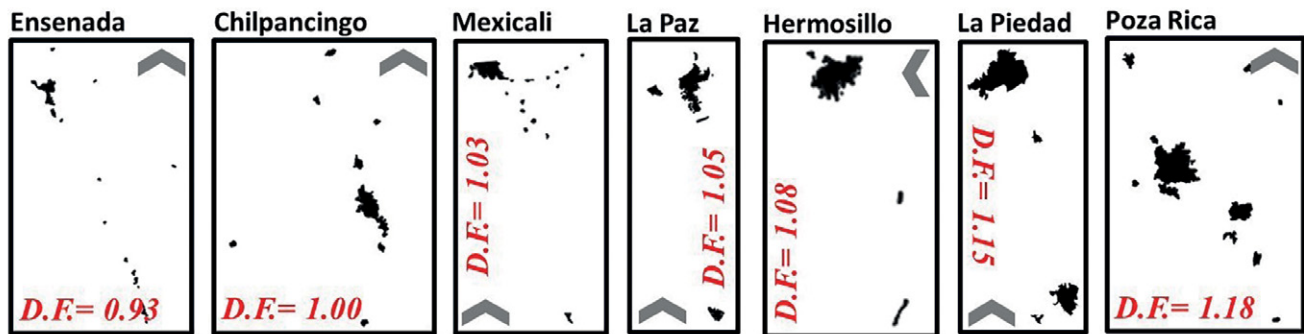 Ensenada
D.F.= 0.93
Chilpancingo
D.F.= 1.00
Mexicali
D.F.= 1.03
La Paz
D.F.= 1.05
Hermosillo
D.F.= 1.08
La Piedad
D.F.= 1.15
Poza Rica
D.F.= 1.18